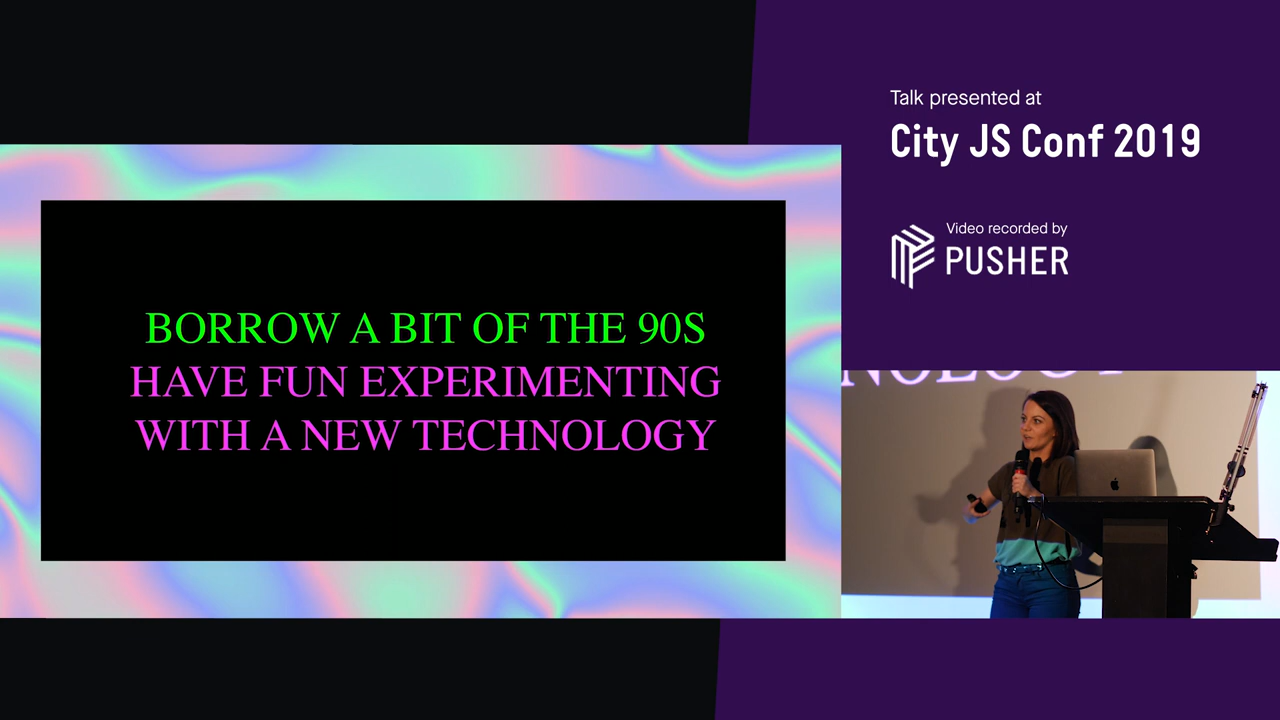 Talk presented at
City JS Conf 2019
Video recorded by
PUSHER
BORROW A BIT OF THE 90S
HAVE FUN EXPERIMENTING
WITH A NEW TECHNOLOGY
NOLOGY